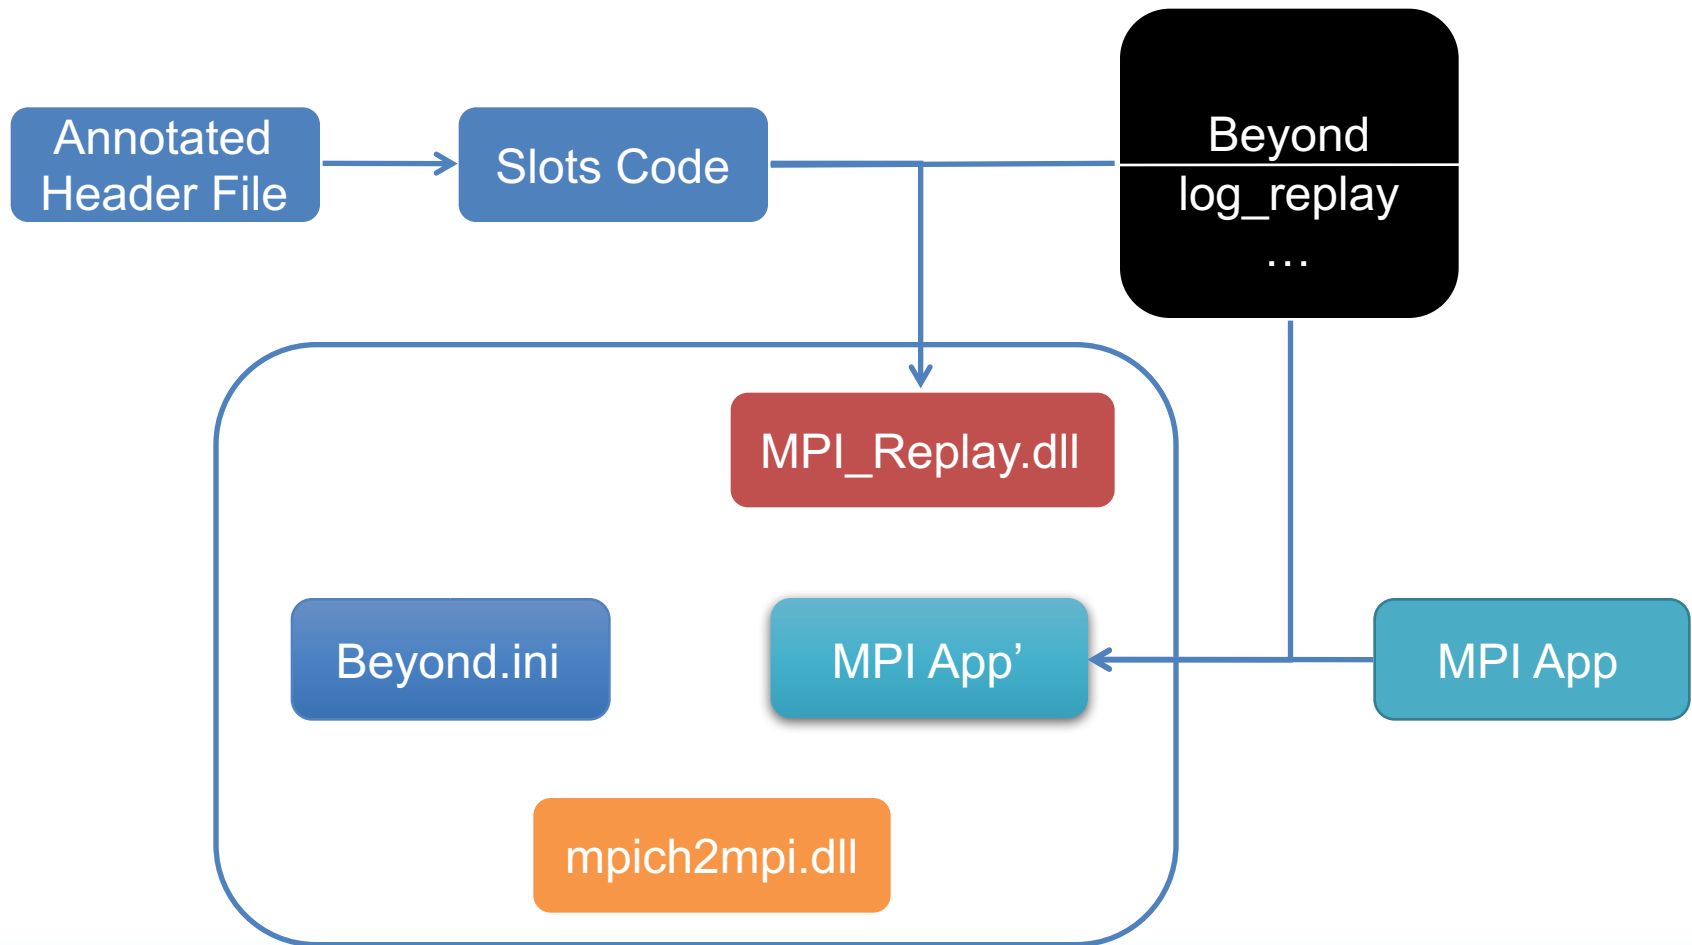 Annotated
Header File
Slots Code
Beyond
log_replay
…
MPI_Replay.dll
Beyond.ini
MPI App’
MPI App
mpich2mpi.dll